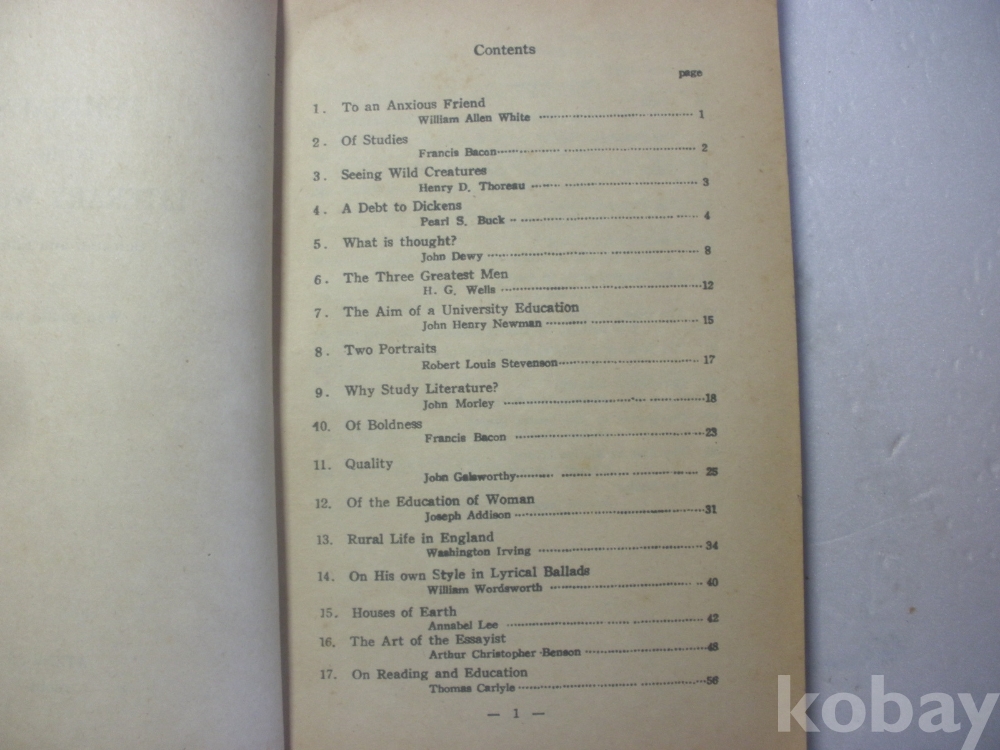 Contents
page
1. To an Anxious Friend
William Allen White 1
2. Of Studies
Francis Bacon 2
3. Seeing Wild Creatures
Henry D. Thoreau 3
4. A Debt to Dickens
Pearl S. Buck 4
5. What is thought?
John Dewy 8
6. The Three Greatest Men
H. G. Wells 12
7. The Aim of a University Education
John Henry Newman 15
8. Two Portraits
Robert Louis Stevenson 17
9. Why Study Literature?
John Morley 18
10. Of Boldness
Francis Bacon 23
11. Quality
John Galsworthy 25
12. Of the Education of Woman
Joseph Addison 31
13. Rural Life in England
Washington Irving 34
14. On His own Style in Lyrical Ballads
William Wordsworth 40
15. Houses of Earth
Annabel Lee 42
16. The Art of the Essayist
Arthur Christopher Benson 48
17. On Reading and Education
Thomas Carlyle 56
— 1 —
kobay